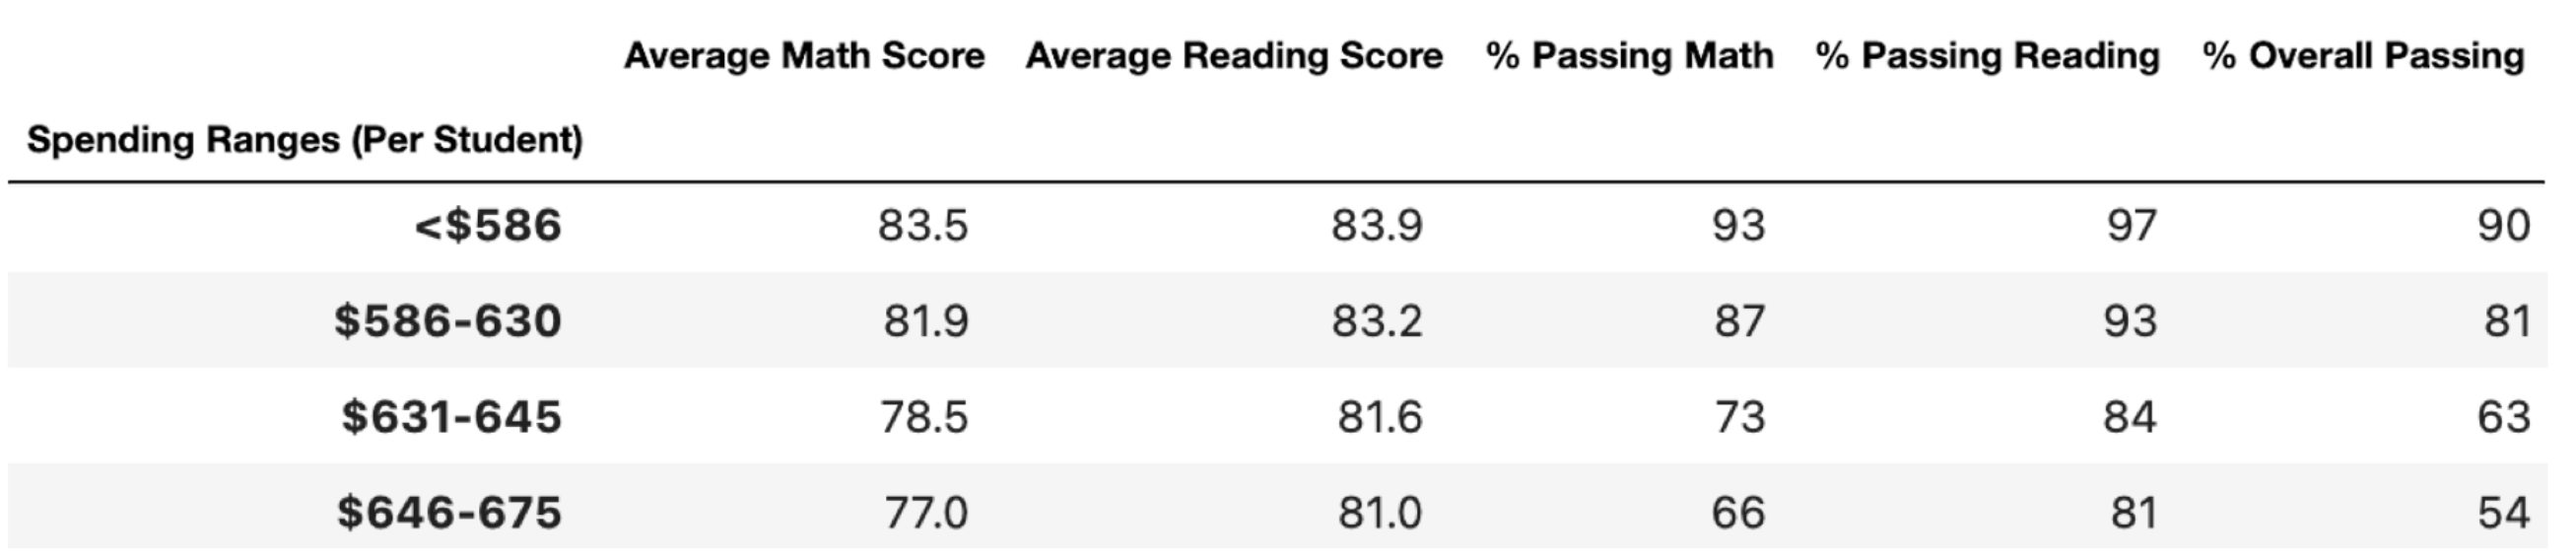 Average Math Score Average Reading Score % Passing Math % Passing Reading % Overall Passing
Spending Ranges (Per Student)
<$586 83.5 83.9 93 97 90
$586-630 81.9 83.2 87 93 81
$631-645 78.5 81.6 73 84 63
$646-675 77.0 81.0 66 81 54